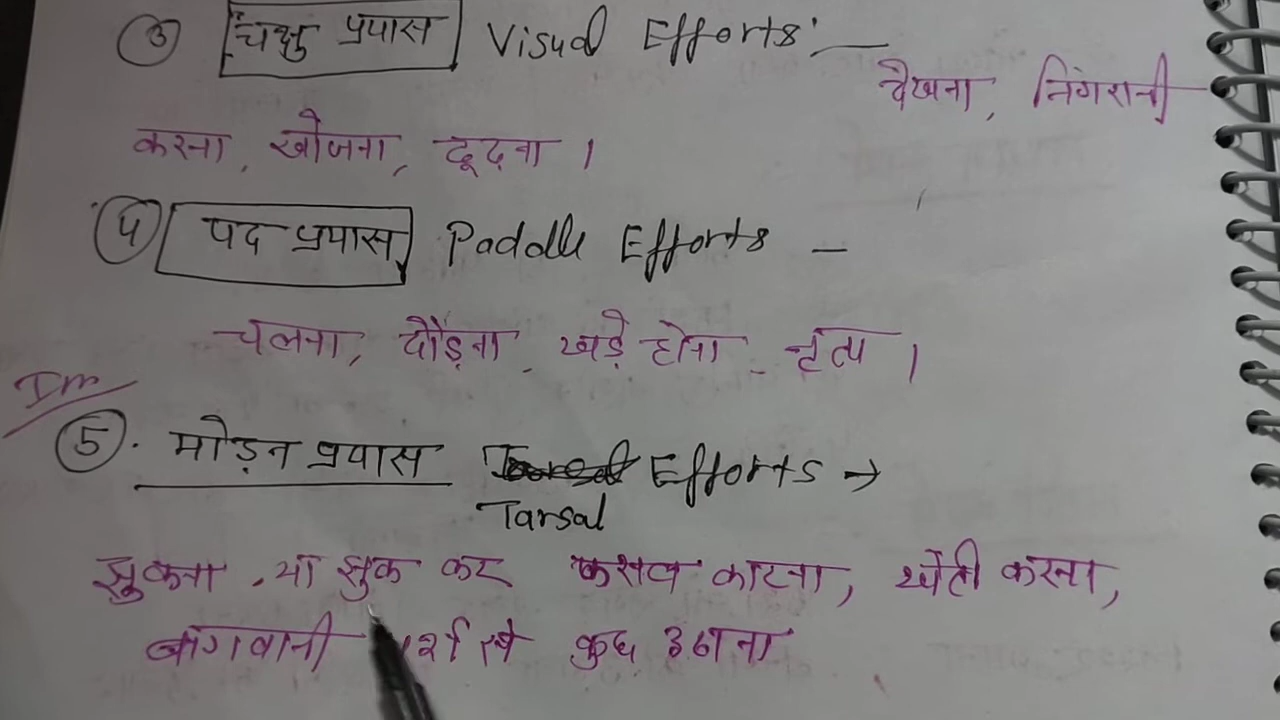 ③ चक्षु प्रयास Visual Efforts :—
देखना, निगरानी
करना, खोजना, ढूढना ।
④ पद प्रयास Paddle Efforts —
चलना, दौड़ना, खड़े होना, नृत्य ।
Im
⑤. मोड़न प्रयास Efforts →
Tarsal
झुकना, या झुक कर फसल काटना, खेती करना,
बागवानी फर्श से कुछ उठाना